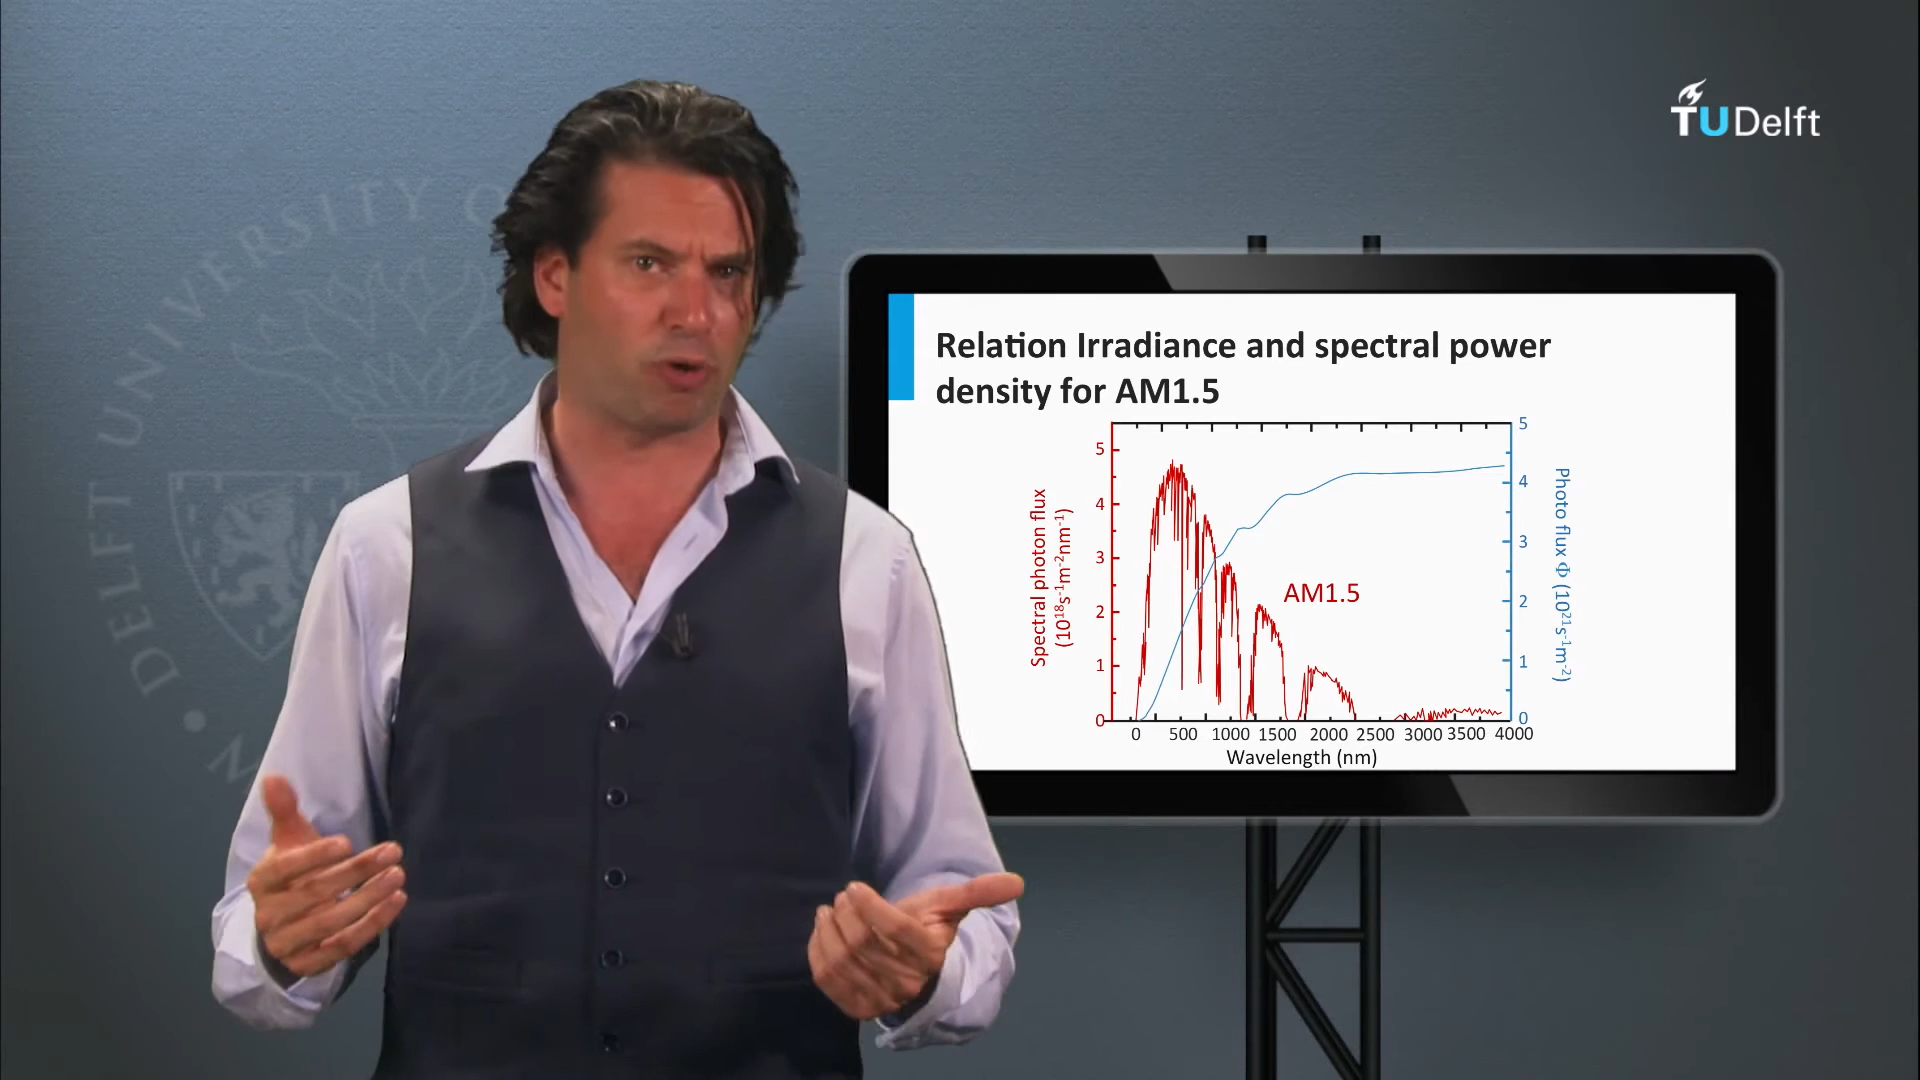 TUDelft
DELFT UNIVERSITY O
N
Relation Irradiance and spectral power
density for AM1.5
Spectral photon flux
(10¹⁸s⁻¹m⁻²nm⁻¹)
5
4
3
2
1
0
AM1.5
5
4
3
2
1
0
Photo flux Φ (10²¹s⁻¹m⁻²)
0 500 1000 1500 2000 2500 3000 3500 4000
Wavelength (nm)